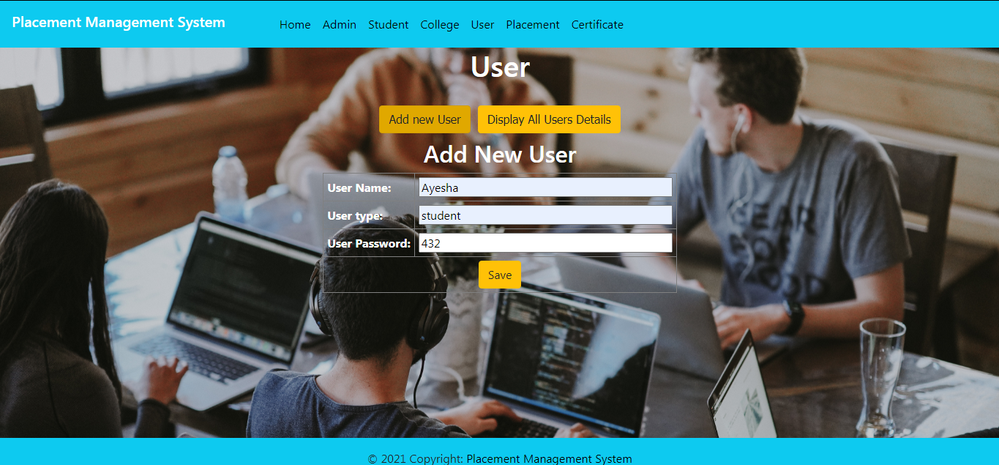 Placement Management System
Home Admin Student College User Placement Certificate
User
Add new User Display All Users Details
Add New User
User Name: Ayesha
User type: student
User Password: 432
Save
© 2021 Copyright: Placement Management System